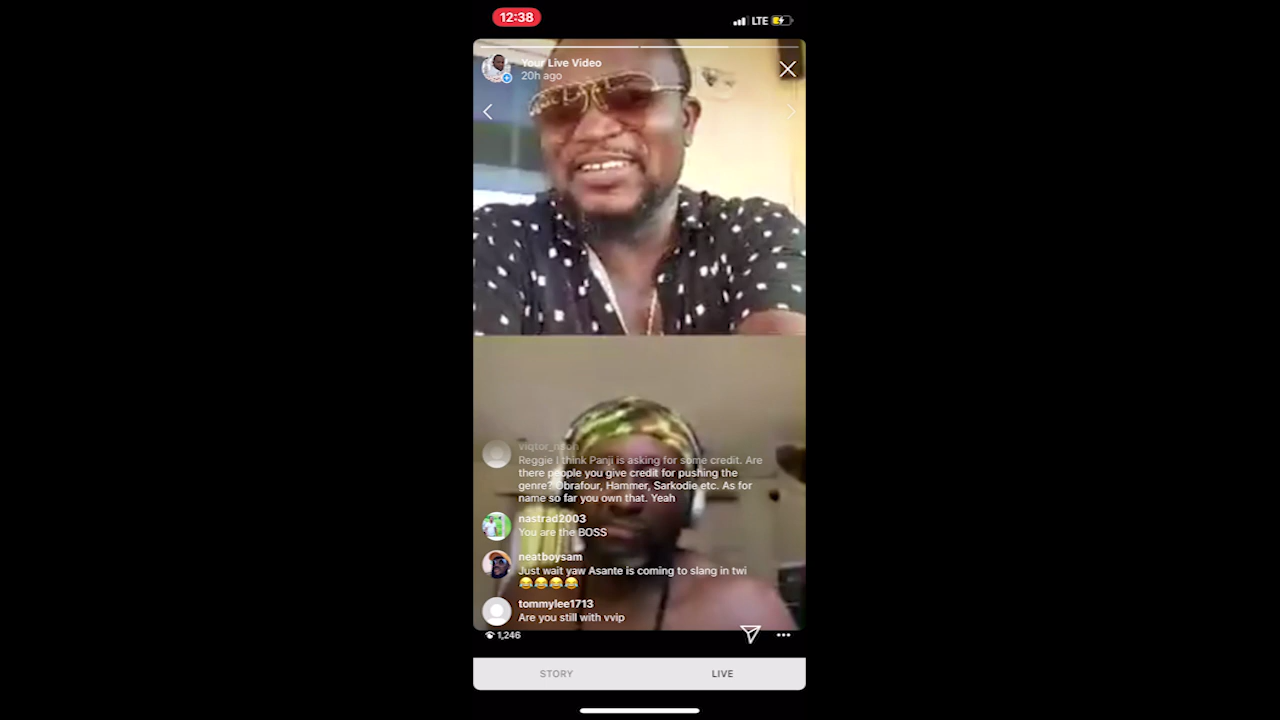 12:38
LTE
Your Live Video
20h ago
viqtor_nsoh
Reggie I think Panji is asking for some credit. Are
there people you give credit for pushing the
genre? Obrafour, Hammer, Sarkodie etc. As for
name so far you own that. Yeah
nastrad2003
You are the BOSS
neatboysam
Just wait yaw Asante is coming to slang in twi
😂😂😂😂
tommylee1713
Are you still with vvip
1,246
STORY
LIVE